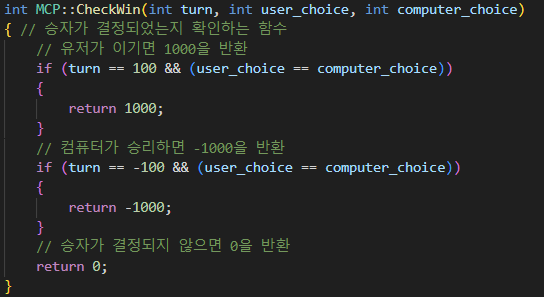 int MCP::CheckWin(int turn, int user_choice, int computer_choice)
{ // 승자가 결정되었는지 확인하는 함수
    // 유저가 이기면 1000을 반환
    if (turn == 100 && (user_choice == computer_choice))
    {
        return 1000;
    }
    // 컴퓨터가 승리하면 -1000을 반환
    if (turn == -100 && (user_choice == computer_choice))
    {
        return -1000;
    }
    // 승자가 결정되지 않으면 0을 반환
    return 0;
}